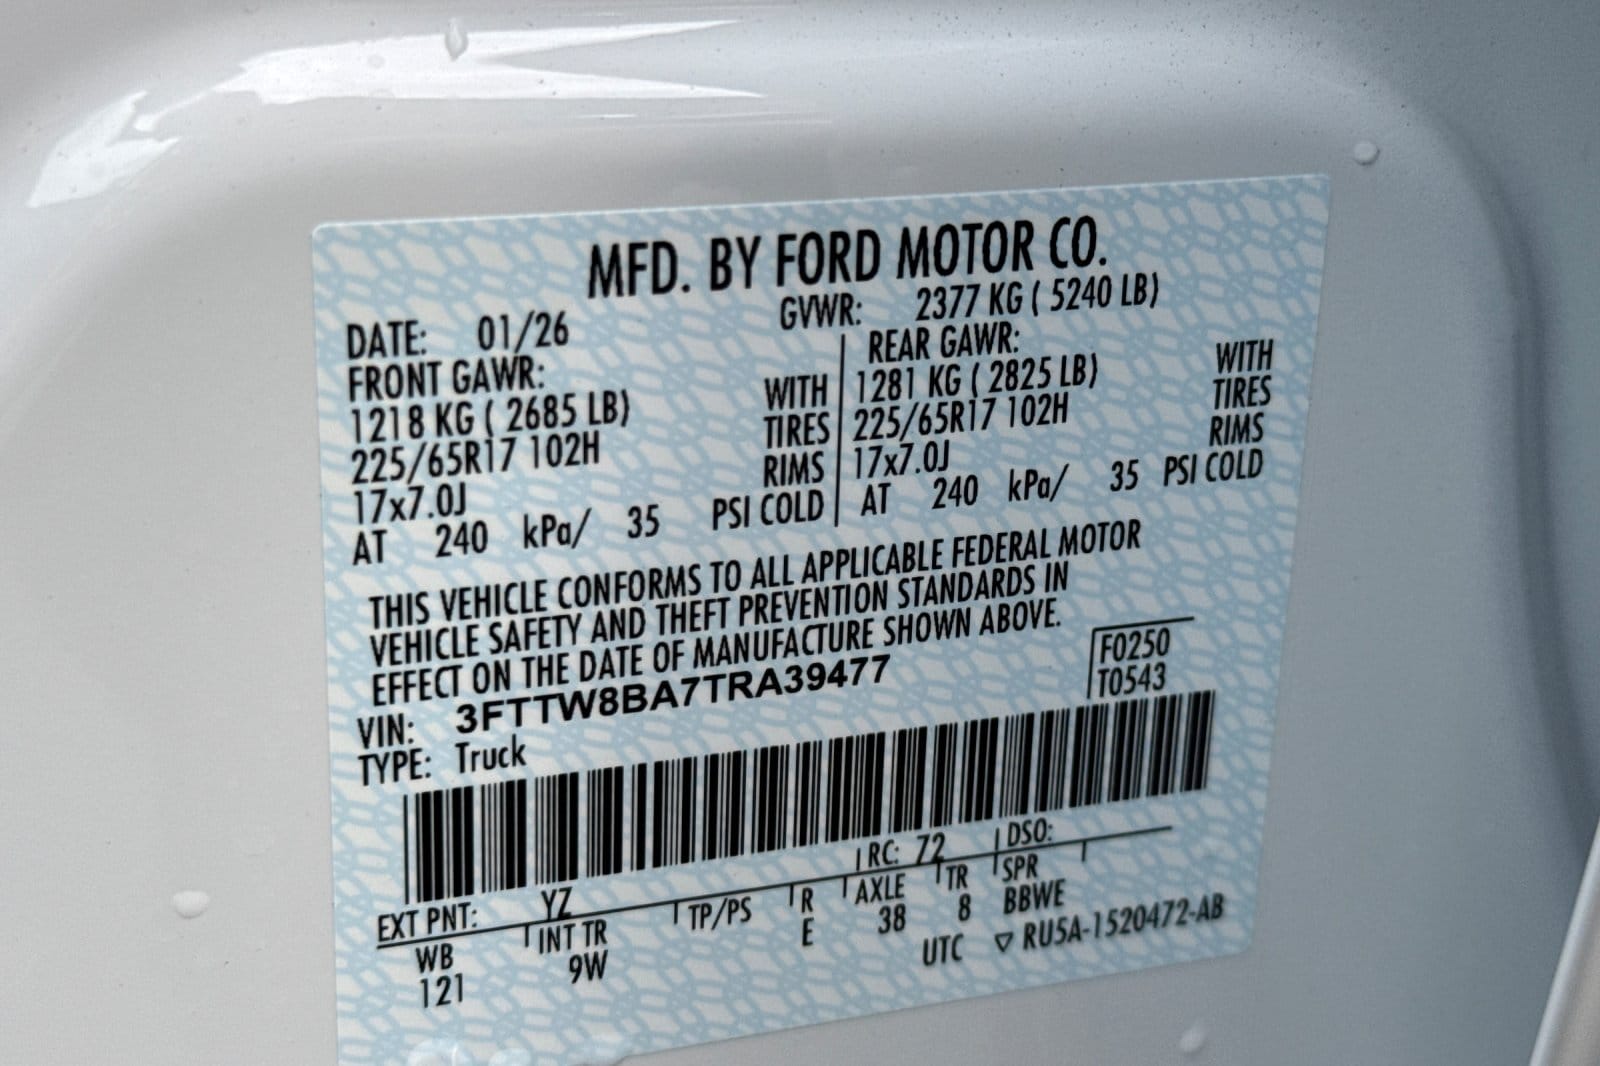 MFD. BY FORD MOTOR CO.
DATE: 01/26 GVWR: 2377 KG ( 5240 LB)
FRONT GAWR: REAR GAWR:
1218 KG ( 2685 LB) WITH 1281 KG ( 2825 LB) WITH
225/65R17 102H TIRES 225/65R17 102H TIRES
17x7.0J RIMS 17x7.0J RIMS
AT 240 kPa/ 35 PSI COLD AT 240 kPa/ 35 PSI COLD
THIS VEHICLE CONFORMS TO ALL APPLICABLE FEDERAL MOTOR
VEHICLE SAFETY AND THEFT PREVENTION STANDARDS IN
EFFECT ON THE DATE OF MANUFACTURE SHOWN ABOVE.
VIN: 3FTTW8BA7TRA39477 F0250
TYPE: Truck T0543
EXT PNT: YZ RC: 72 DSO:
WB INT TR TP/PS R AXLE TR SPR
121 9W E 38 8 BBWE
UTC ▽ RU5A-1520472-AB